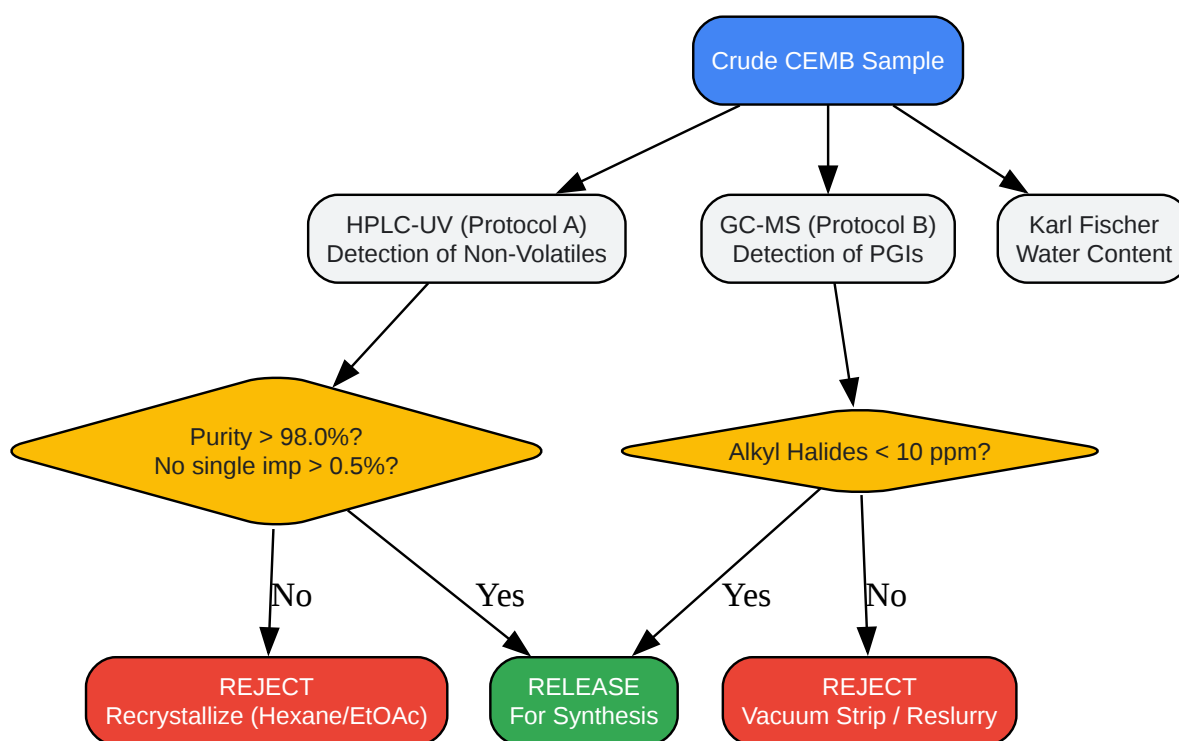 Crude CEMB Sample
HPLC-UV (Protocol A)
Detection of Non-Volatiles
GC-MS (Protocol B)
Detection of PGIs
Karl Fischer
Water Content
Purity > 98.0%?
No single imp > 0.5%?
Alkyl Halides < 10 ppm?
No
Yes
Yes
No
REJECT
Recrystallize (Hexane/EtOAc)
RELEASE
For Synthesis
REJECT
Vacuum Strip / Reslurry